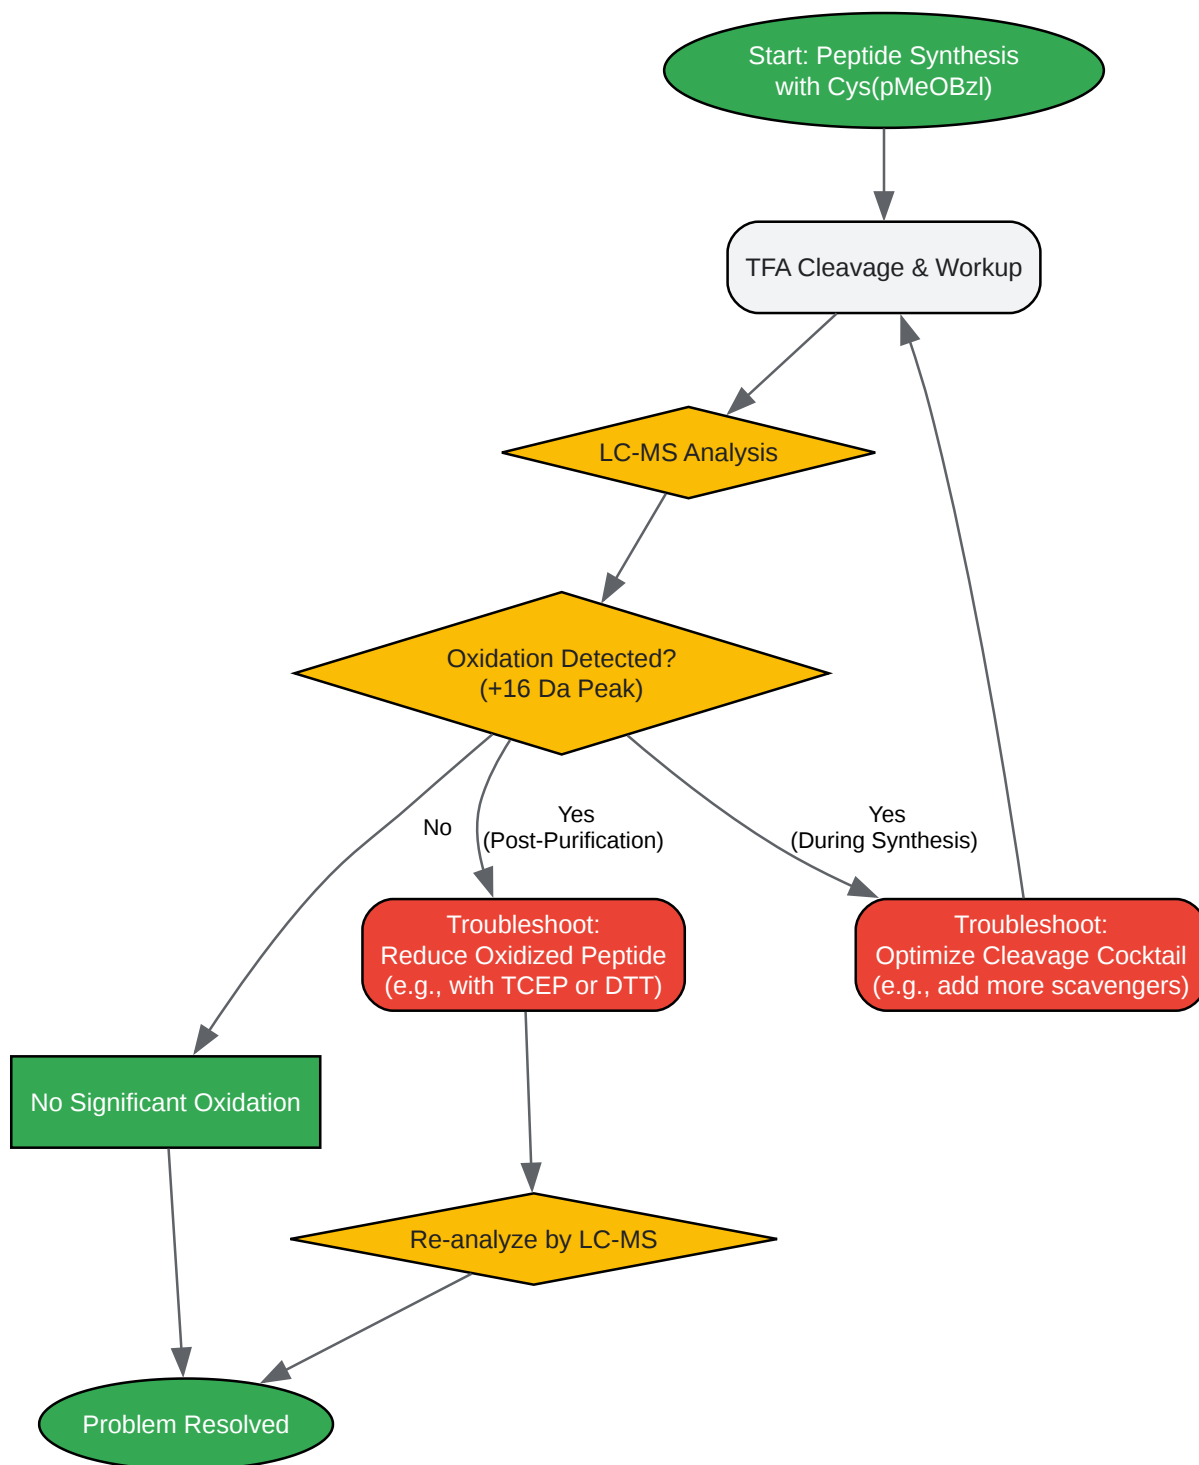 Start: Peptide Synthesis
with Cys(pMeOBzl)
TFA Cleavage & Workup
LC-MS Analysis
Oxidation Detected?
(+16 Da Peak)
No
Yes
(Post-Purification)
Yes
(During Synthesis)
Troubleshoot:
Reduce Oxidized Peptide
(e.g., with TCEP or DTT)
Troubleshoot:
Optimize Cleavage Cocktail
(e.g., add more scavengers)
No Significant Oxidation
Re-analyze by LC-MS
Problem Resolved